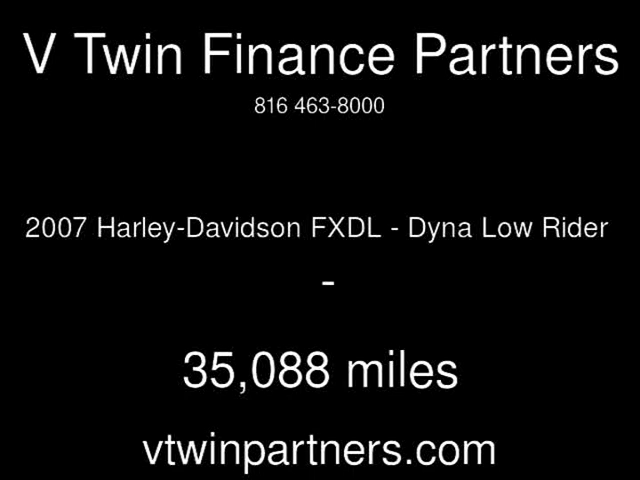 V Twin Finance Partners
816 463-8000
2007 Harley-Davidson FXDL - Dyna Low Rider
-
35,088 miles
vtwinpartners.com